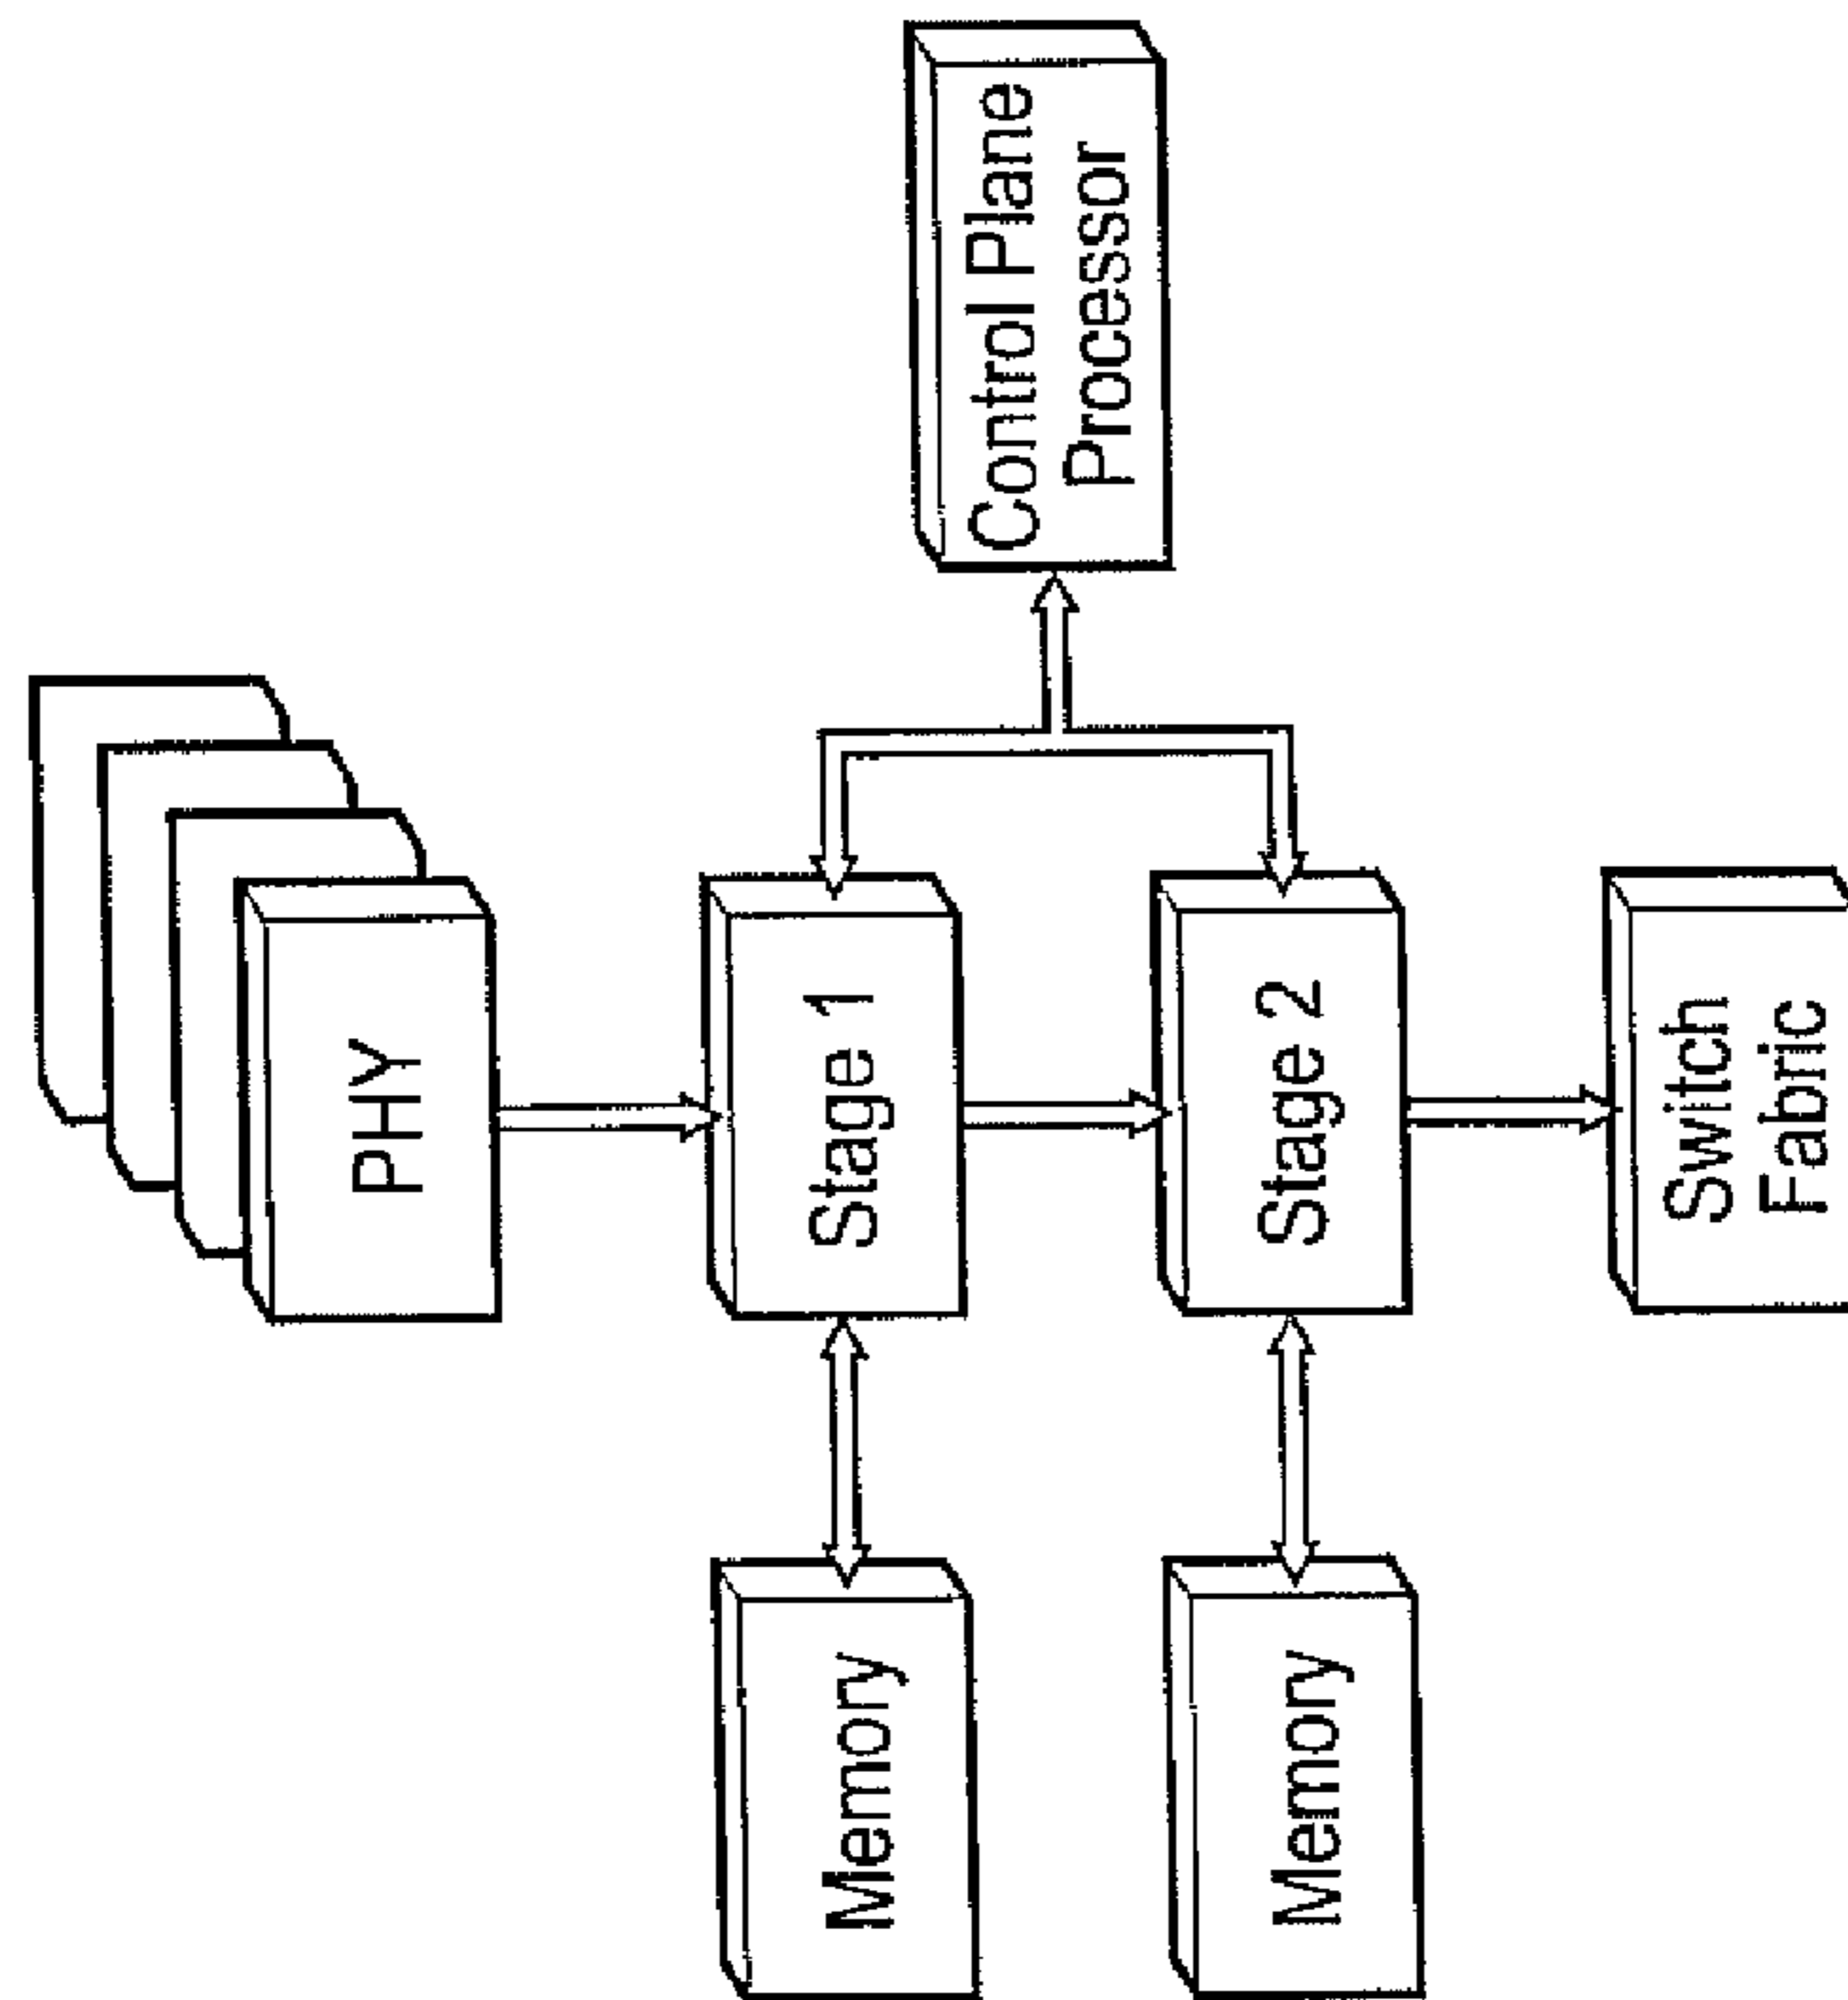 PHY
Stage 1
Stage 2
Switch
Fabric
Control Plane
Processor
Memory
Memory